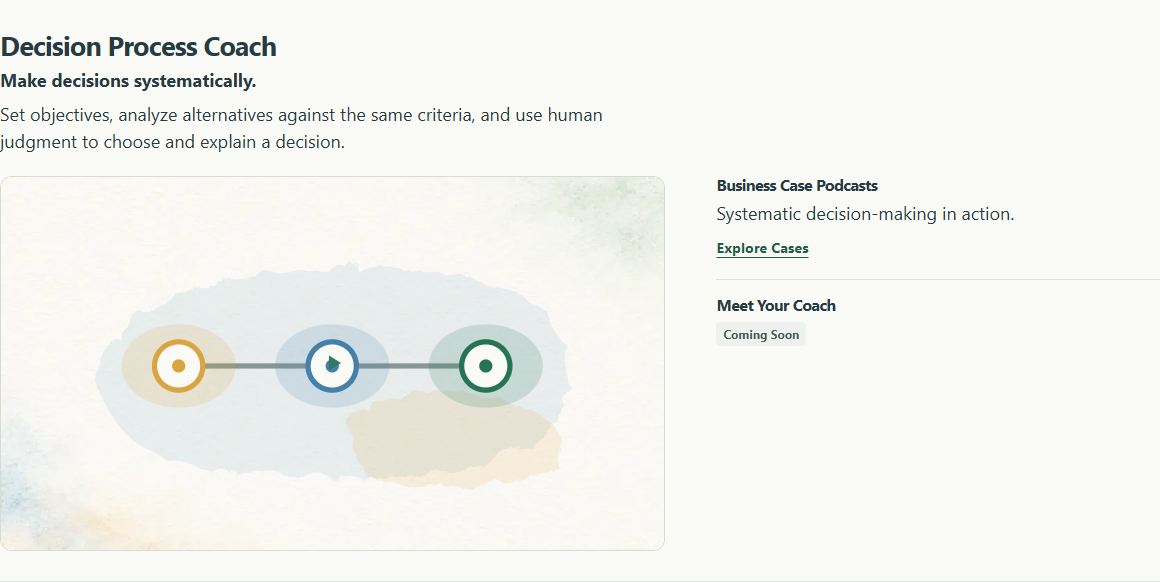 Decision Process Coach
Make decisions systematically.
Set objectives, analyze alternatives against the same criteria, and use human
judgment to choose and explain a decision.
Business Case Podcasts
Systematic decision-making in action.
Explore Cases
Meet Your Coach
Coming Soon